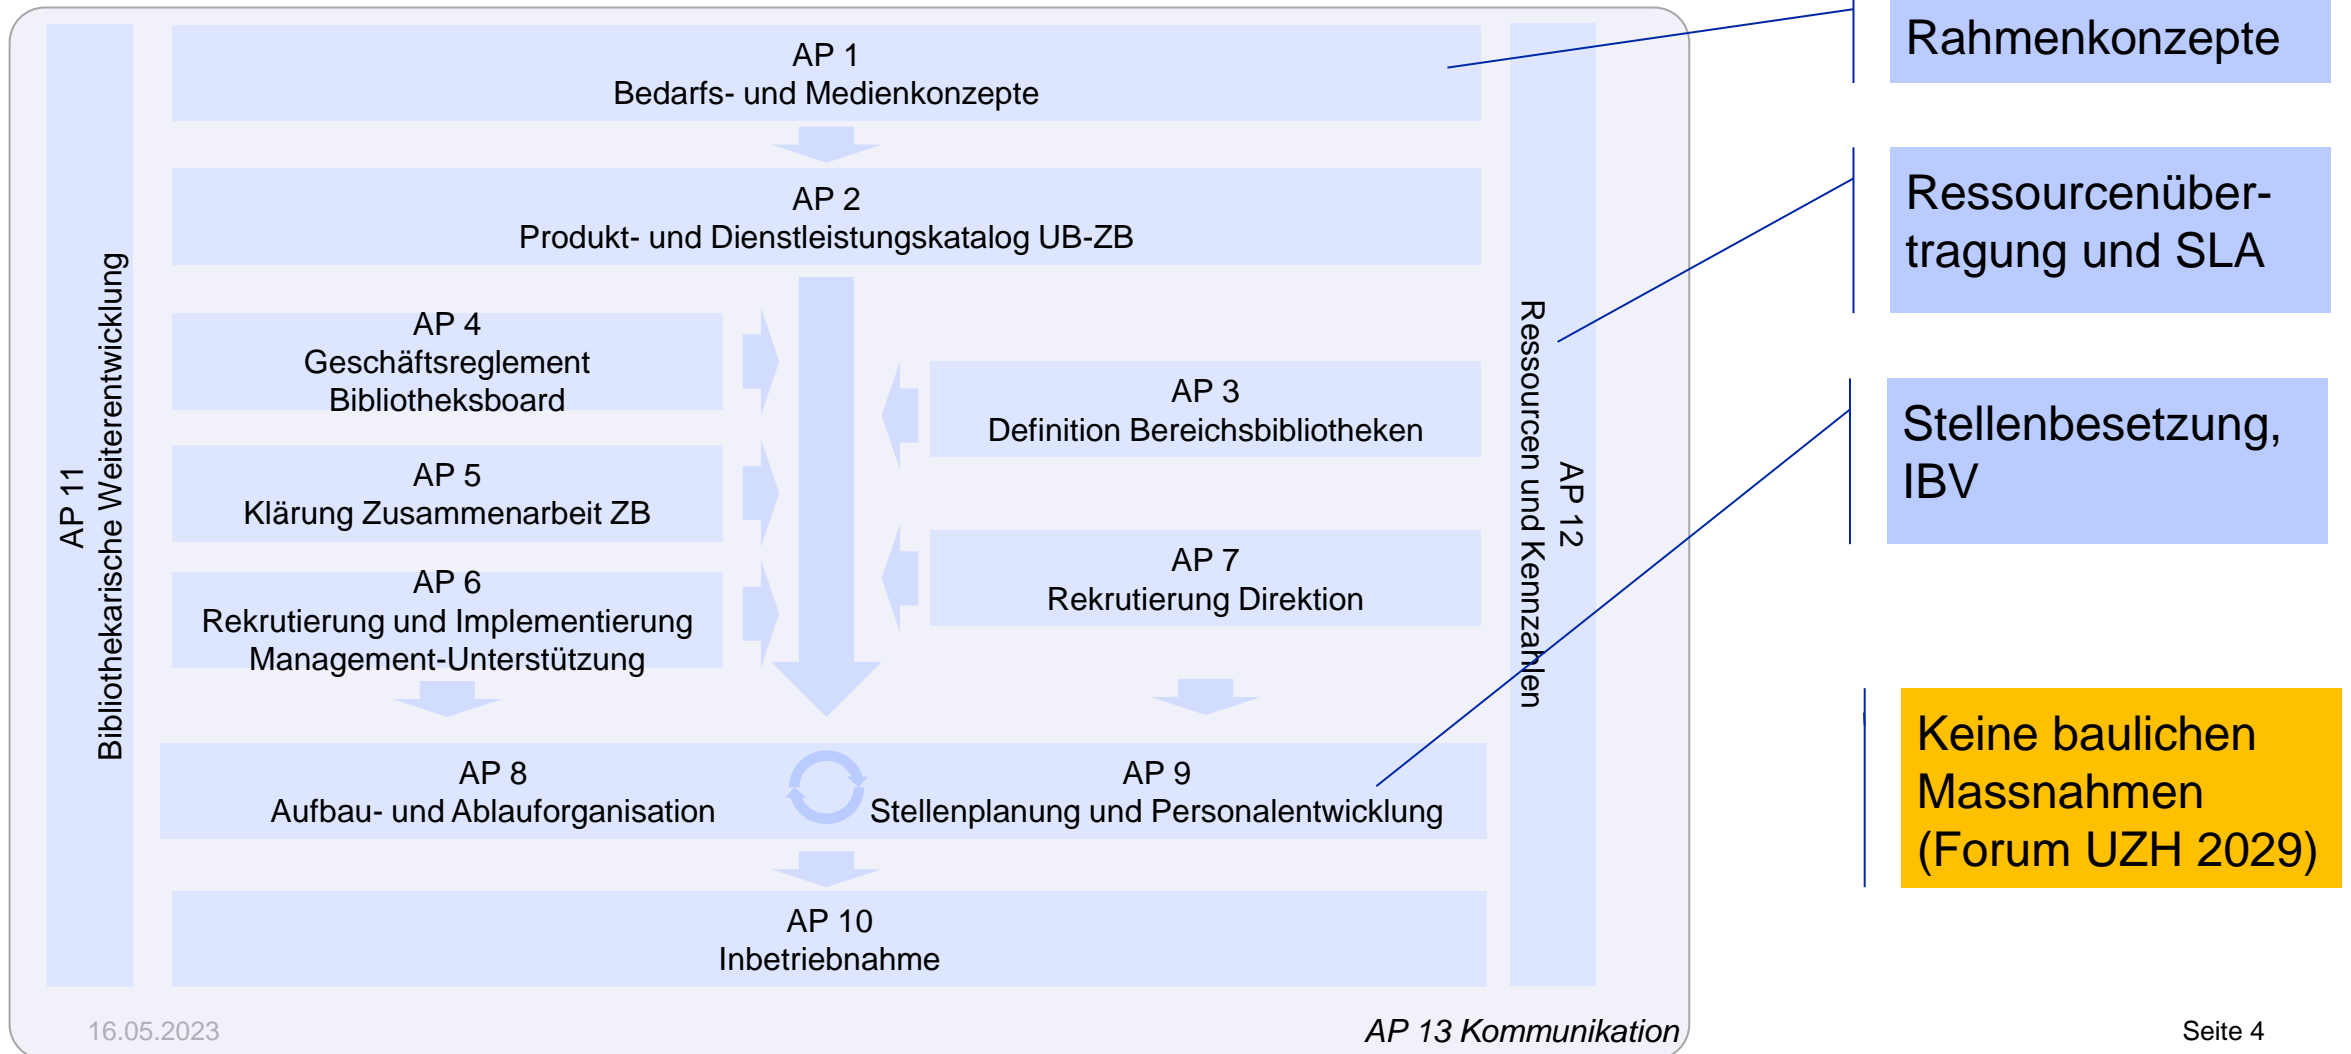 AP 1
Bedarfs- und Medienkonzepte
AP 2
Produkt- und Dienstleistungskatalog UB-ZB
AP 4
Geschäftsreglement
Bibliotheksboard
AP 3
Definition Bereichsbibliotheken
AP 5
Klärung Zusammenarbeit ZB
AP 6
Rekrutierung und Implementierung
Management-Unterstützung
AP 7
Rekrutierung Direktion
AP 8
Aufbau- und Ablauforganisation
AP 9
Stellenplanung und Personalentwicklung
AP 10
Inbetriebnahme
AP 11
Bibliothekarische Weiterentwicklung
AP 12
Ressourcen und Kennzahlen
AP 13 Kommunikation
Rahmenkonzepte
Ressourcenüber-
tragung und SLA
Stellenbesetzung,
IBV
Keine baulichen
Massnahmen
(Forum UZH 2029)
16.05.2023
Seite 4